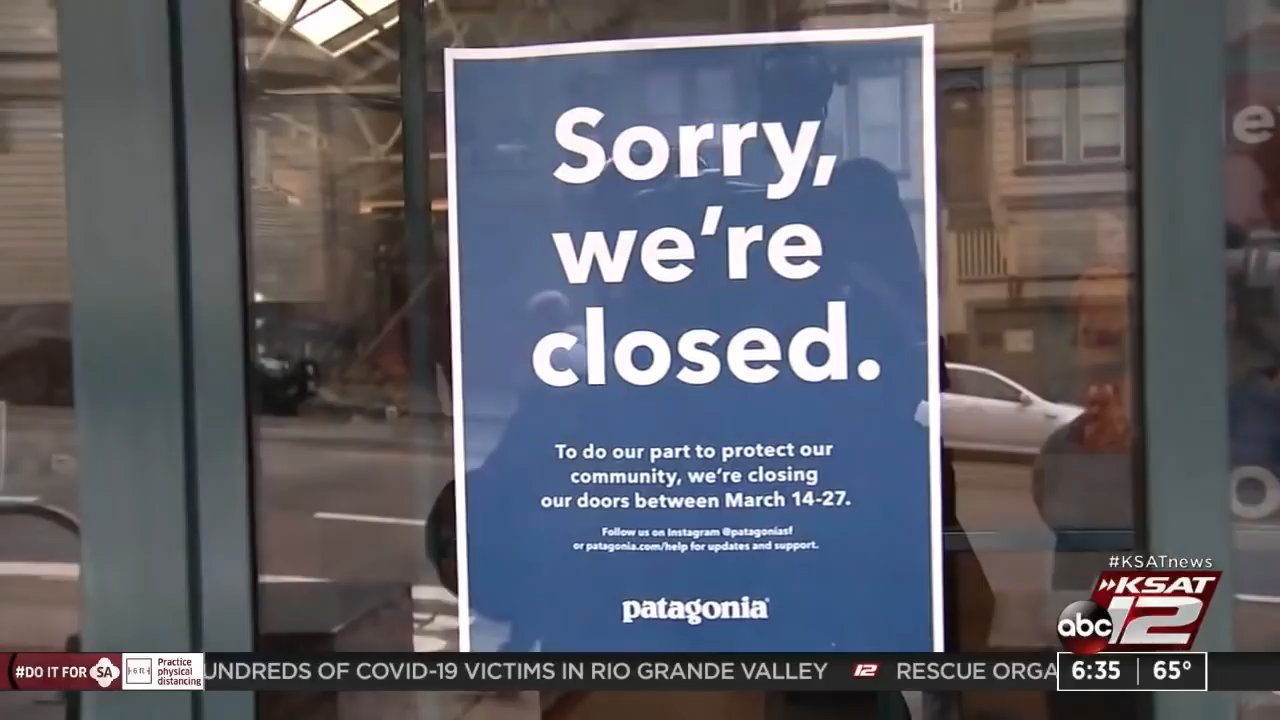 Sorry,
we're
closed.
To do our part to protect our
community, we're closing
our doors between March 14-27.
Follow us on Instagram @patagoniasf
or patagonia.com/help for updates and support.
patagonia
e
o
#KSATnews
KSAT
abc 12
#DO IT FOR SA
6 ft
Practice
physical
distancing
UNDREDS OF COVID-19 VICTIMS IN RIO GRANDE VALLEY 12 RESCUE ORGA
6:35 65°